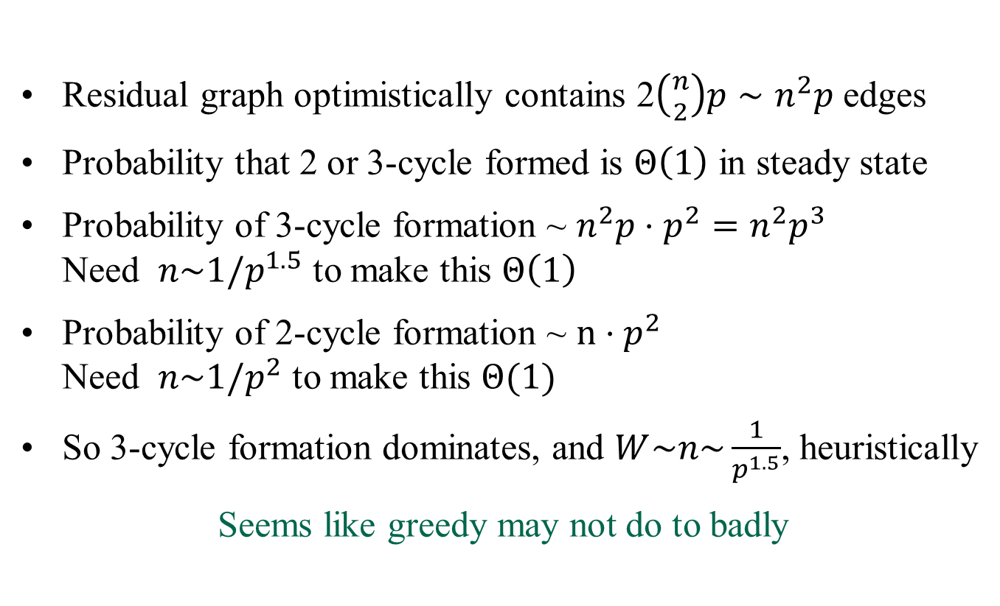 • Residual graph optimistically contains $2\binom{n}{2}p \sim n^2p$ edges
• Probability that 2 or 3-cycle formed is $\Theta(1)$ in steady state
• Probability of 3-cycle formation ~ $n^2p \cdot p^2 = n^2p^3$
Need $n \sim 1/p^{1.5}$ to make this $\Theta(1)$
• Probability of 2-cycle formation ~ $\mathrm{n} \cdot p^2$
Need $n \sim 1/p^2$ to make this $\Theta(1)$
• So 3-cycle formation dominates, and $W \sim n \sim \frac{1}{p^{1.5}}$, heuristically
Seems like greedy may not do to badly